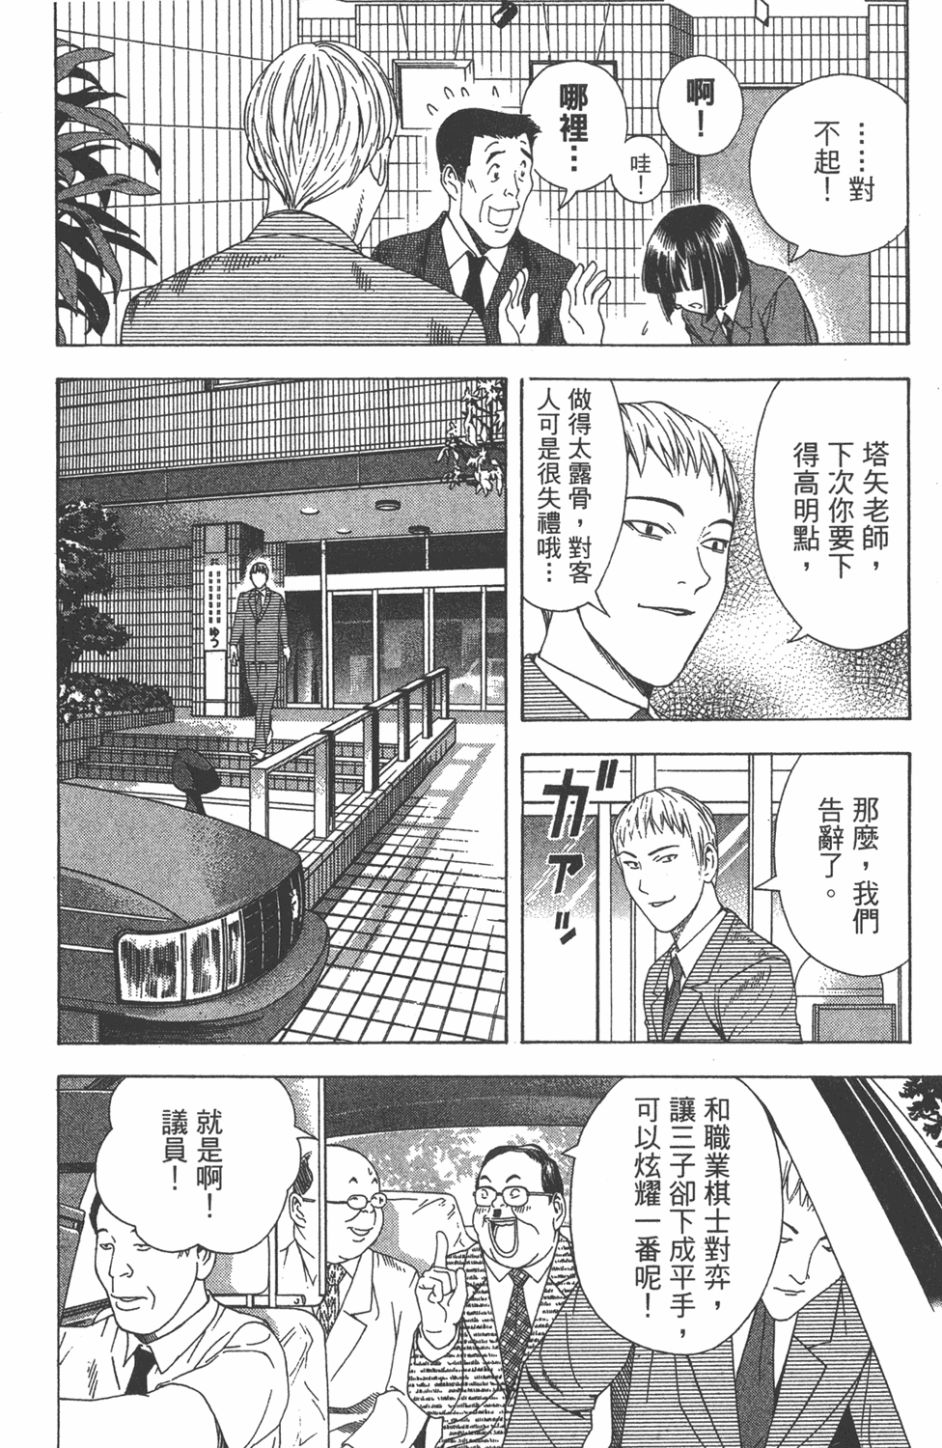 ……對
不起！
啊！
哇！
哪裡…
塔矢老師，
下次你要下
得高明點，
做得太露骨，對客
人可是很失禮哦…
ゆう
ガァッ
那麼，我們
告辭了。
和職業棋士對弈，
讓三子卻下成平手，
可以炫耀一番呢！
就是啊！
議員！